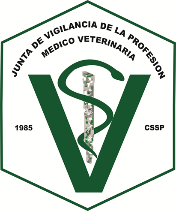 JUNTA DE VIGILANCIA DE LA PROFESION
MEDICO VETERINARIA
1985
CSSP
V